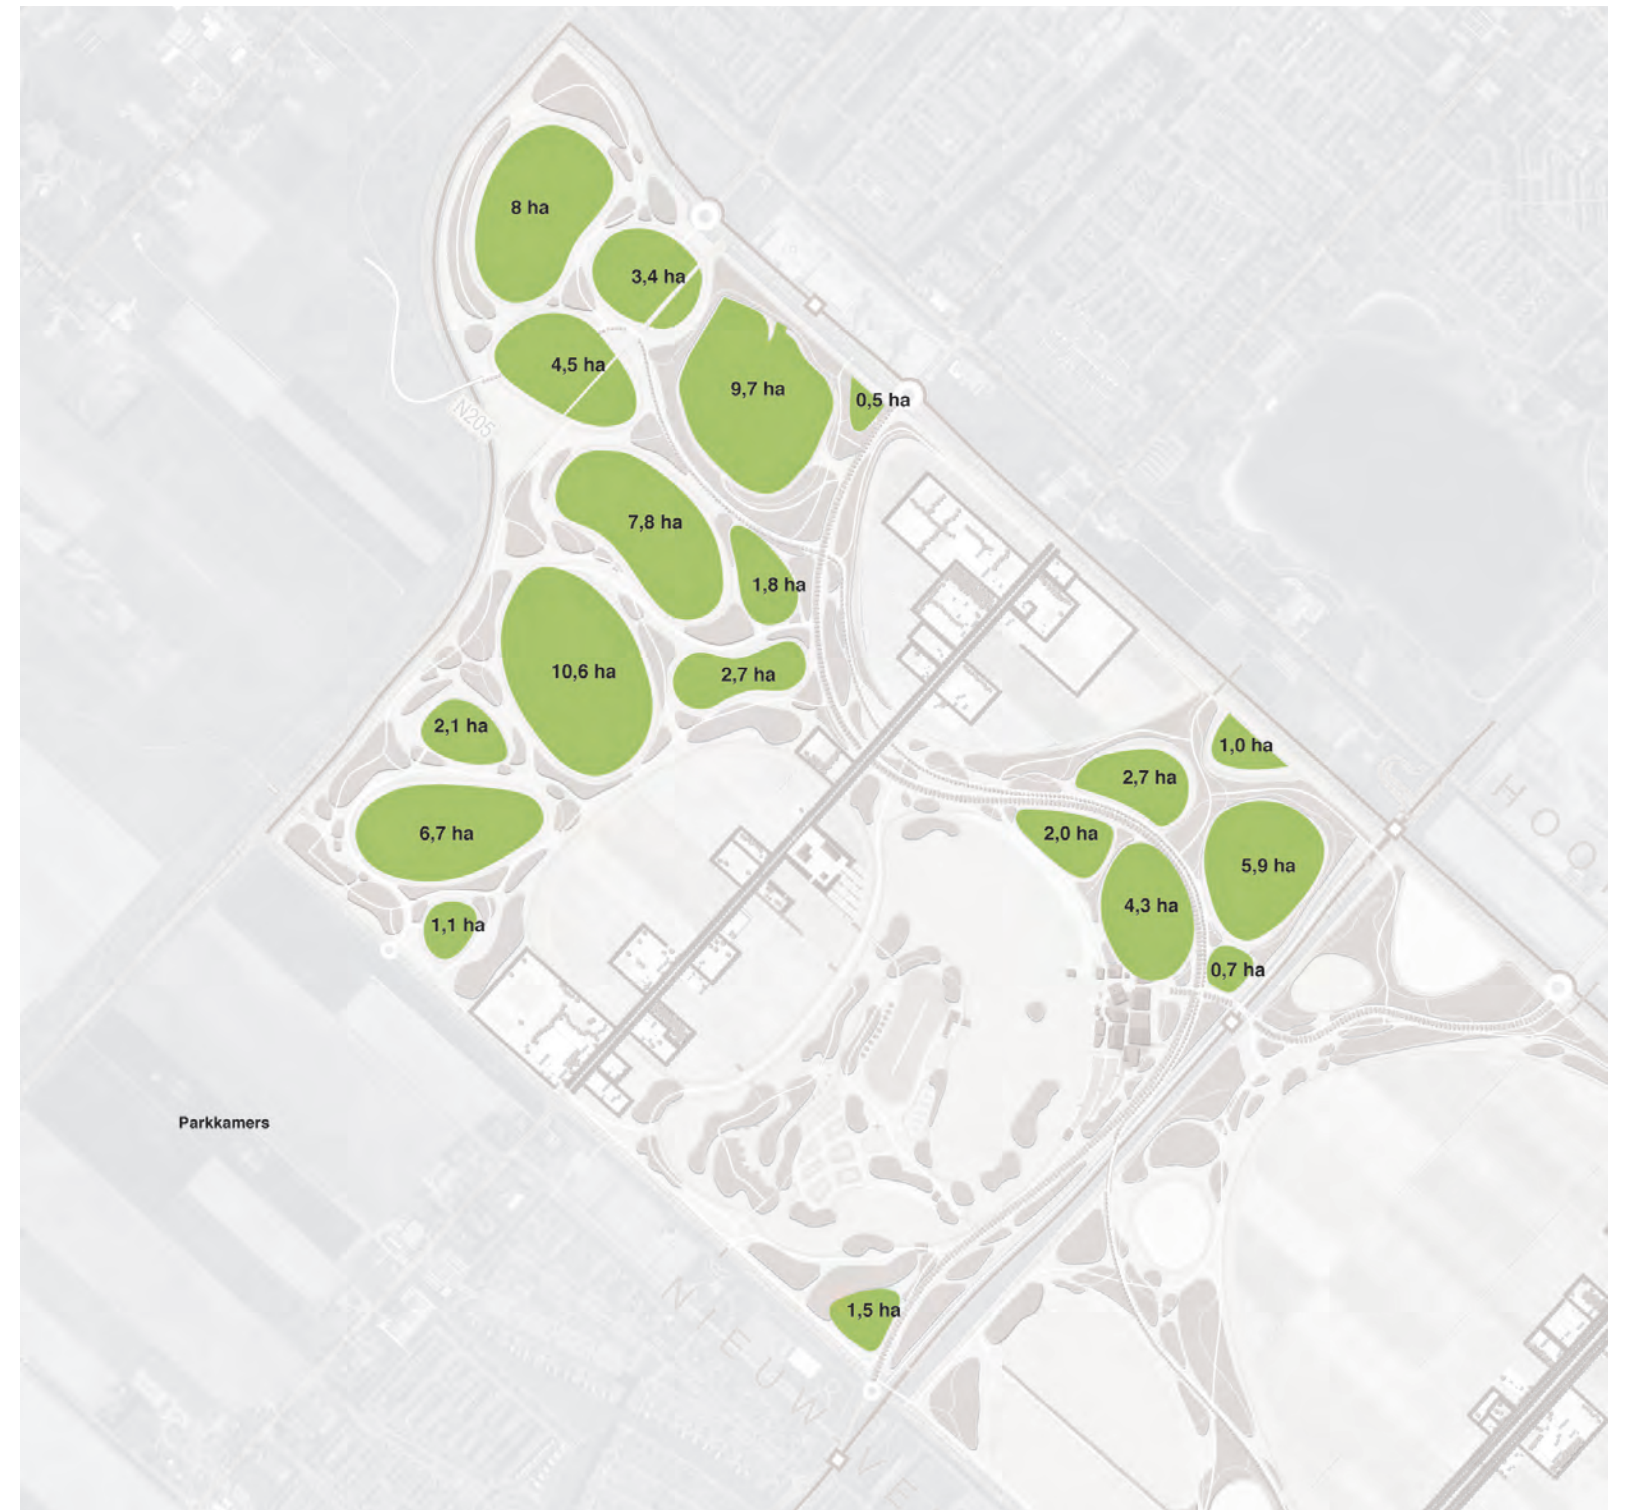 8 ha
3,4 ha
4,5 ha
9,7 ha
0,5 ha
N205
7,8 ha
1,8 ha
10,6 ha
2,7 ha
2,1 ha
1,0 ha
2,7 ha
6,7 ha
2,0 ha
5,9 ha
4,3 ha
1,1 ha
0,7 ha
HOO
Parkkamers
1,5 ha
NIEUW
VE